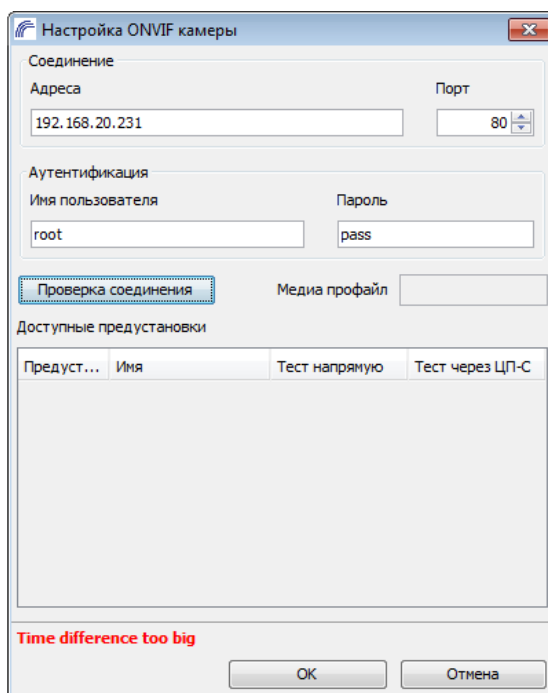 Настройка ONVIF камеры
Соединение
Адреса Порт
192.168.20.231 80
Аутентификация
Имя пользователя Пароль
root pass
Проверка соединения Медиа профайл
Доступные предустановки
Предуст... Имя Тест напрямую Тест через ЦП-С
Time difference too big
OK Отмена